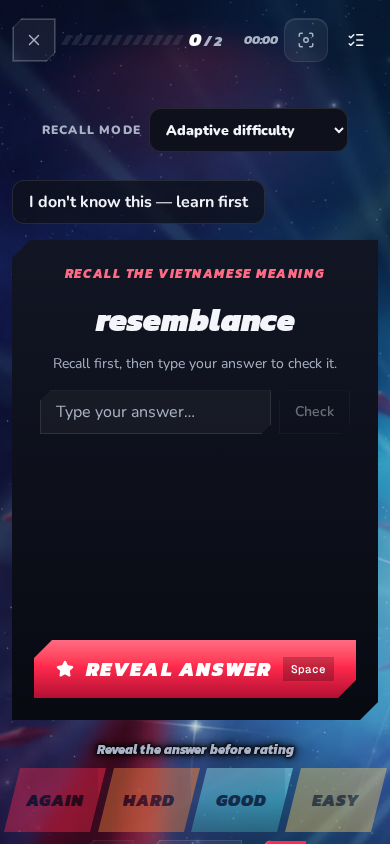 0 / 2 00:00
RECALL MODE Adaptive difficulty
I don't know this — learn first
RECALL THE VIETNAMESE MEANING
resemblance
Recall first, then type your answer to check it.
Type your answer... Check
REVEAL ANSWER Space
Reveal the answer before rating
AGAIN HARD GOOD EASY